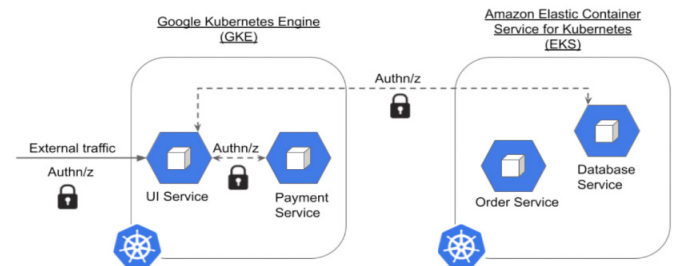 Google Kubernetes Engine
(GKE)
Amazon Elastic Container
Service for Kubernetes
(EKS)
Authn/z
External traffic
Authn/z
Authn/z
UI Service
Payment
Service
Order Service
Database
Service